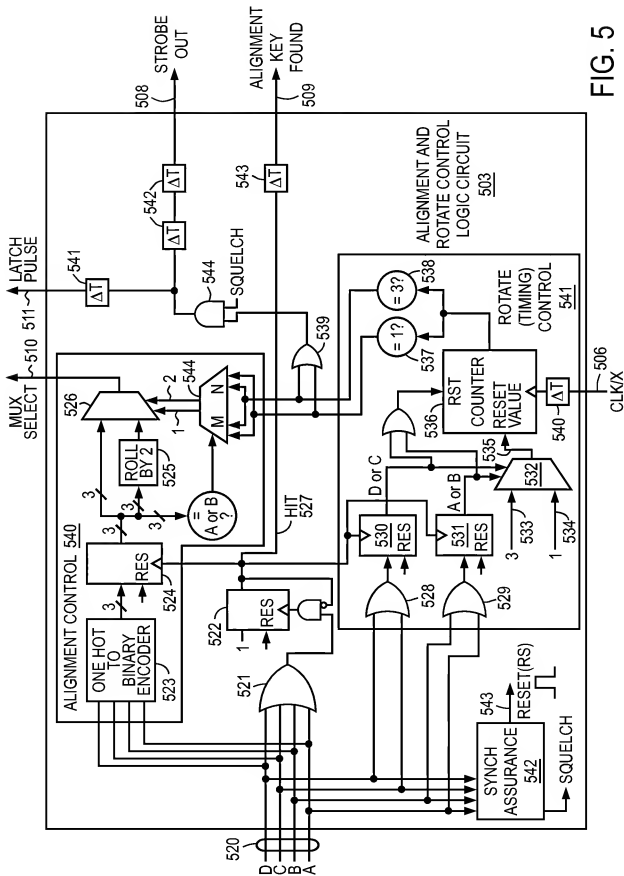 FIG. 5
MUX
SELECT
510
LATCH
PULSE
511
STROBE
OUT
508
ALIGNMENT
KEY
FOUND
509
ALIGNMENT AND
ROTATE CONTROL
LOGIC CIRCUIT
503
541
ΔT
542
ΔT
ΔT
543
ΔT
544
SQUELCH
ALIGNMENT CONTROL 540
ONE HOT
TO
BINARY
ENCODER
523
3
RES
524
3
3
3
3
ROLL
BY 2
525
526
= A or B
?
M N
544
1
2
539
HIT
527
D
C
B
A
520
521
1
RES
522
528
529
530
RES
531
RES
D or C
A or B
3
533
1
534
532
535
RST
COUNTER
RESET
VALUE
536
= 1?
537
= 3?
538
ROTATE
(TIMING)
CONTROL
541
ΔT
540
506
CLK/X
SYNCH
ASSURANCE
542
543
RESET(RS)
SQUELCH